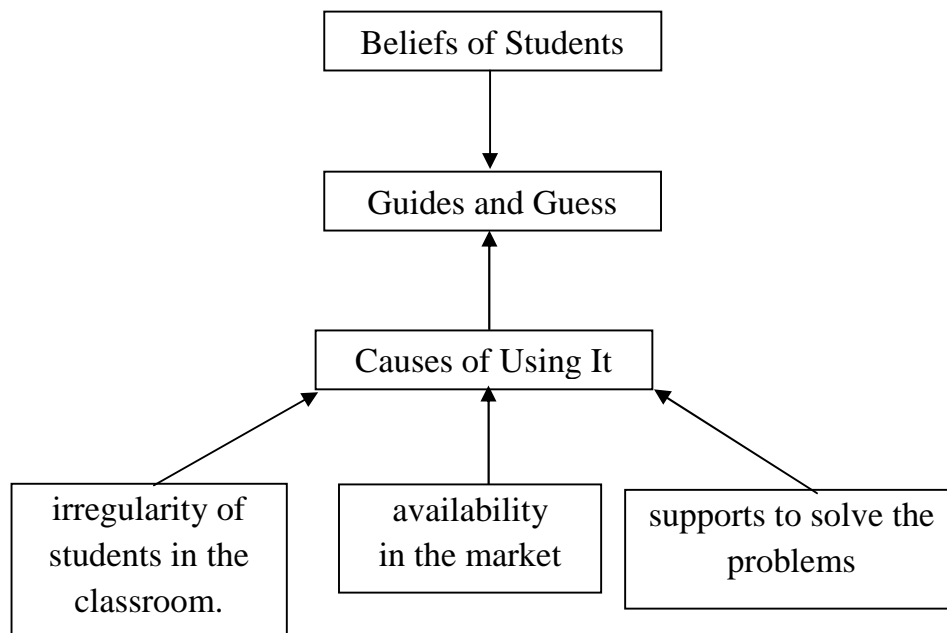 Beliefs of Students
Guides and Guess
Causes of Using It
irregularity of
students in the
classroom.
availability
in the market
supports to solve the
problems